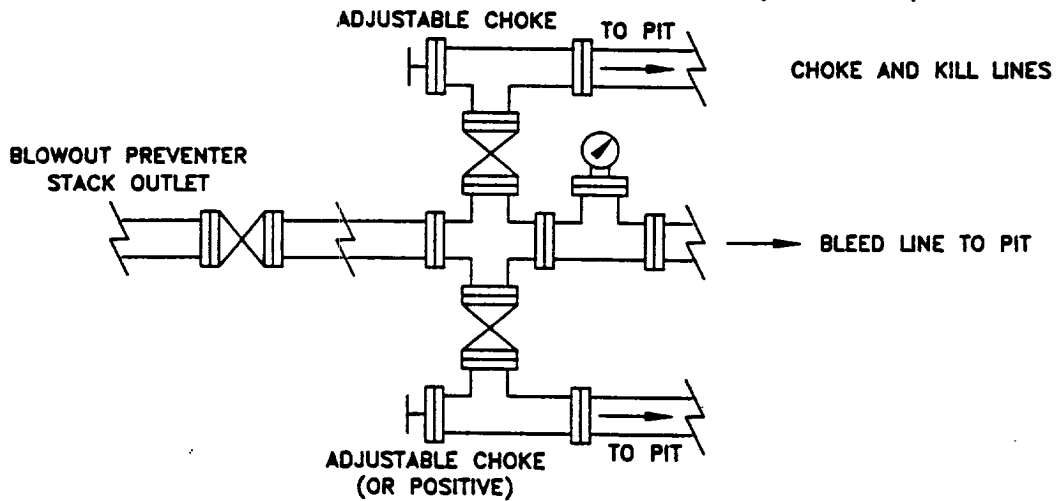 ADJUSTABLE CHOKE
TO PIT
CHOKE AND KILL LINES
BLOWOUT PREVENTER
STACK OUTLET
BLEED LINE TO PIT
ADJUSTABLE CHOKE
(OR POSITIVE)
TO PIT